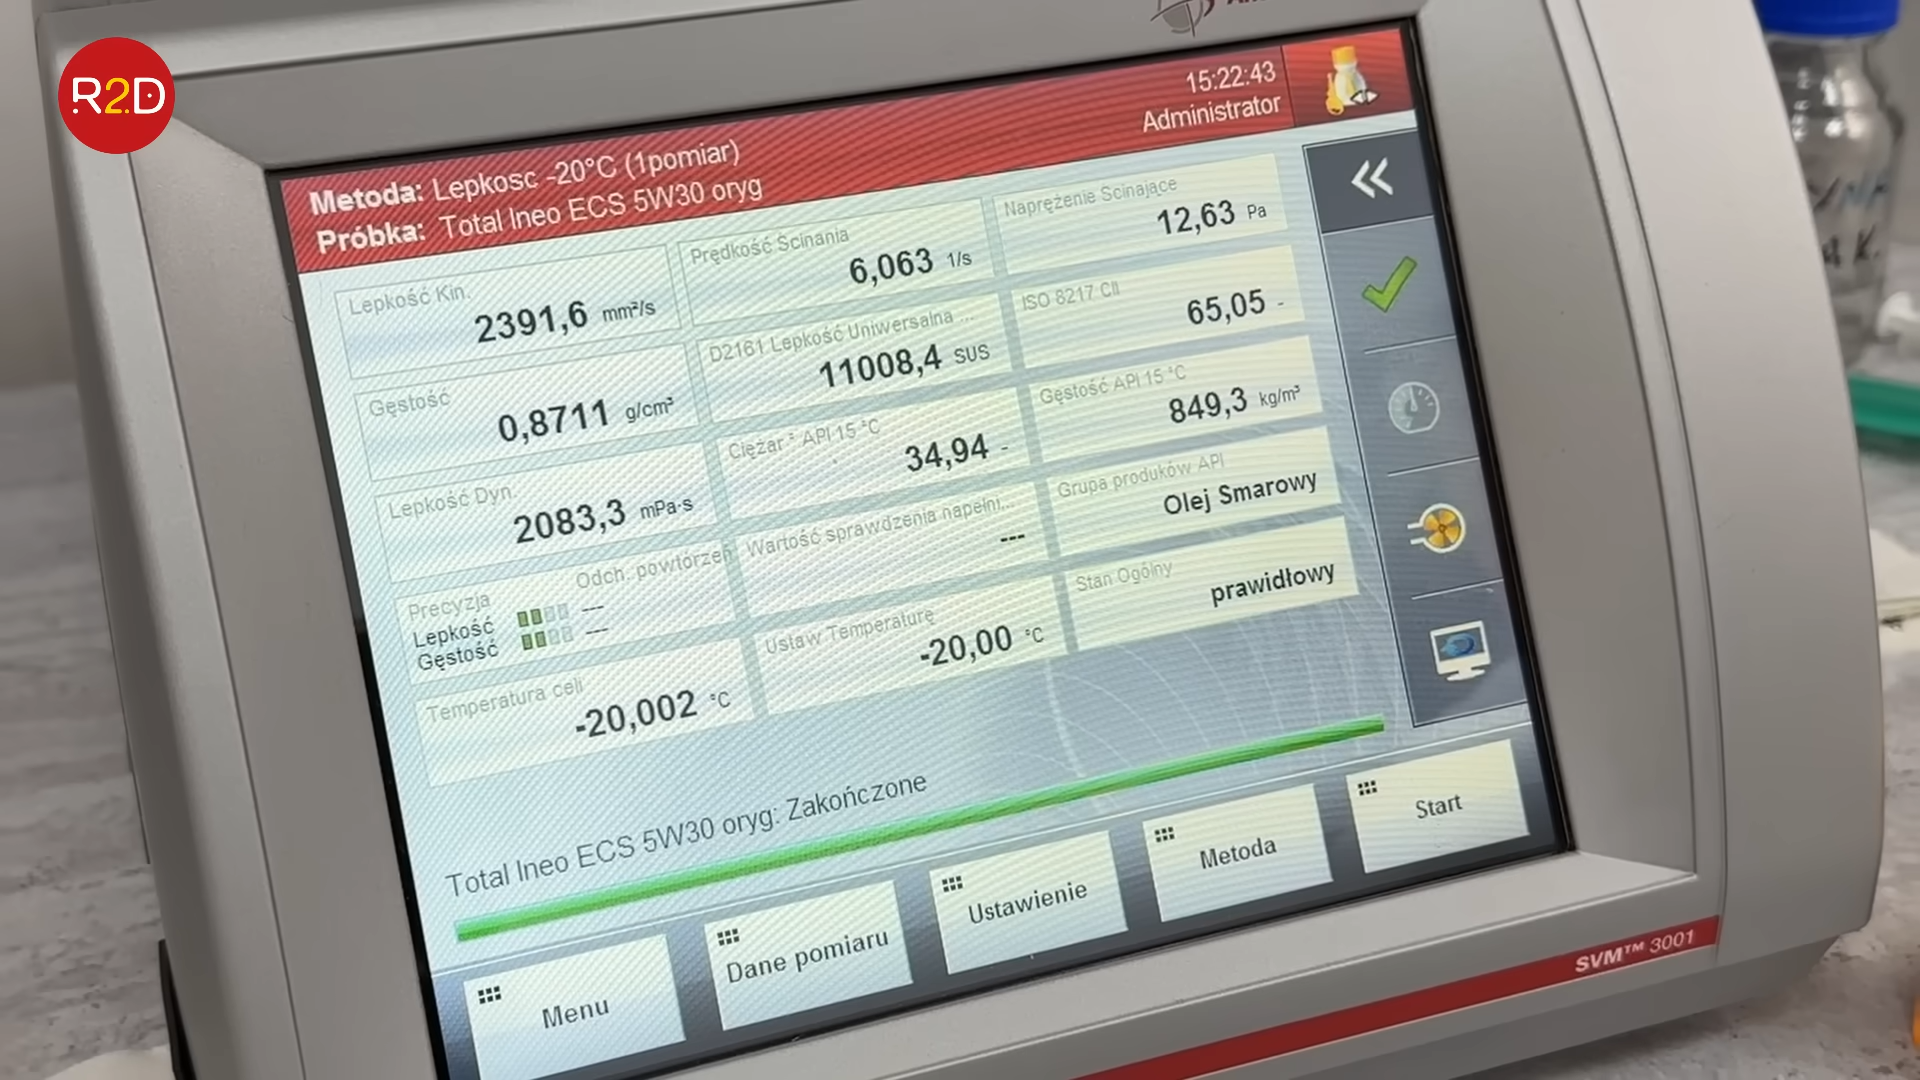 R2D
15:22:43
Administrator
Metoda: Lepkosc -20°C (1pomiar)
Próbka: Total Ineo ECS 5W30 oryg
Lepkość Kin.
2391,6 mm²/s
Prędkość Ścinania
6,063 1/s
Naprężenie Ścinające
12,63 Pa
Gęstość
0,8711 g/cm³
D2161 Lepkość Uniwersalna ...
11008,4 SUS
ISO 8217 CII
65,05 -
Lepkość Dyn.
2083,3 mPa·s
Ciężar ° API 15 °C
34,94 -
Gęstość API 15 °C
849,3 kg/m³
Precyzja
Odch. powtórzeń
Lepkość ---
Gęstość ---
Wartość sprawdzenia napełni...
---
Grupa produków API
Olej Smarowy
Temperatura celi
-20,002 °C
Ustaw Temperaturę
-20,00 °C
Stan Ogólny
prawidłowy
Total Ineo ECS 5W30 oryg: Zakończone
Menu
Dane pomiaru
Ustawienie
Metoda
Start
SVM™ 3001